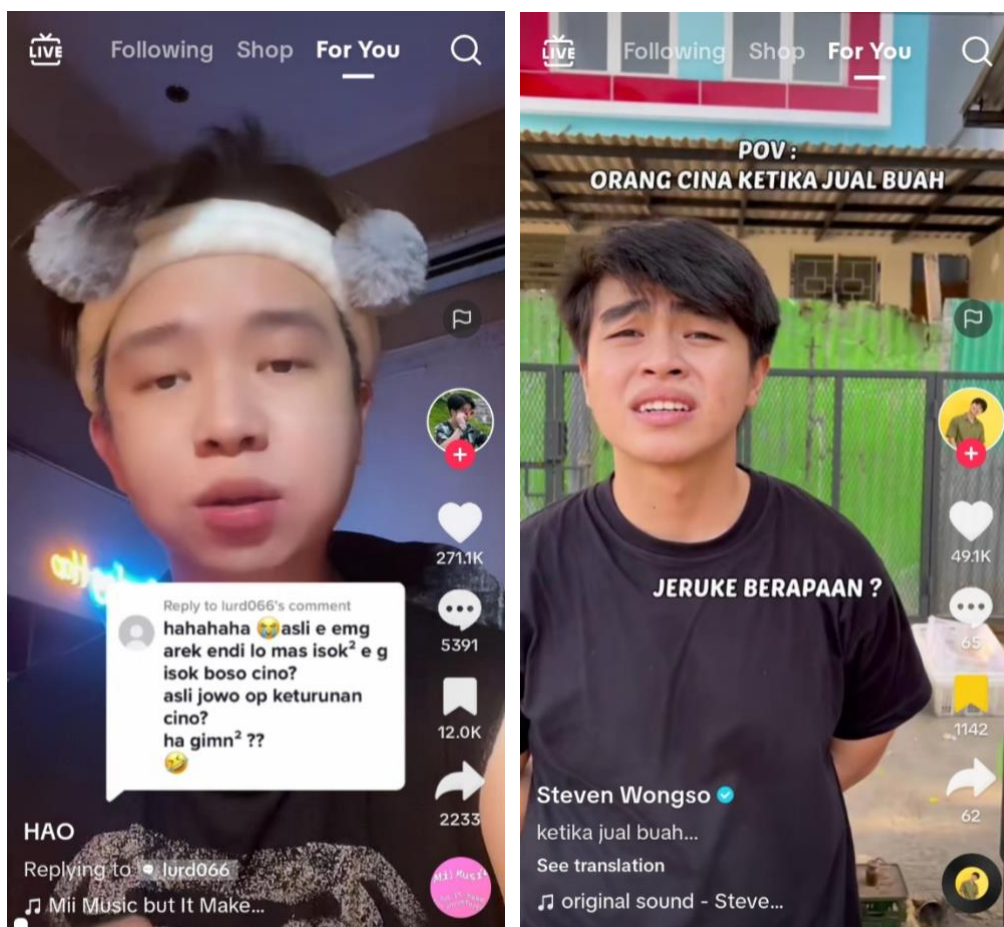 LIVE
Following Shop For You
271.1K
Reply to lurd066's comment
hahahaha 😭asli e emg
arek endi lo mas isok² e g
isok boso cino?
asli jowo op keturunan
cino?
ha gimn² ??
🤣
5391
12.0K
2233
HAO
Replying to lurd066
Mii Music but It Make...
Mii Music
LIVE
Following Shop For You
POV :
ORANG CINA KETIKA JUAL BUAH
49.1K
JERUKE BERAPAAN ?
65
1142
62
Steven Wongso
ketika jual buah...
See translation
original sound - Steve...